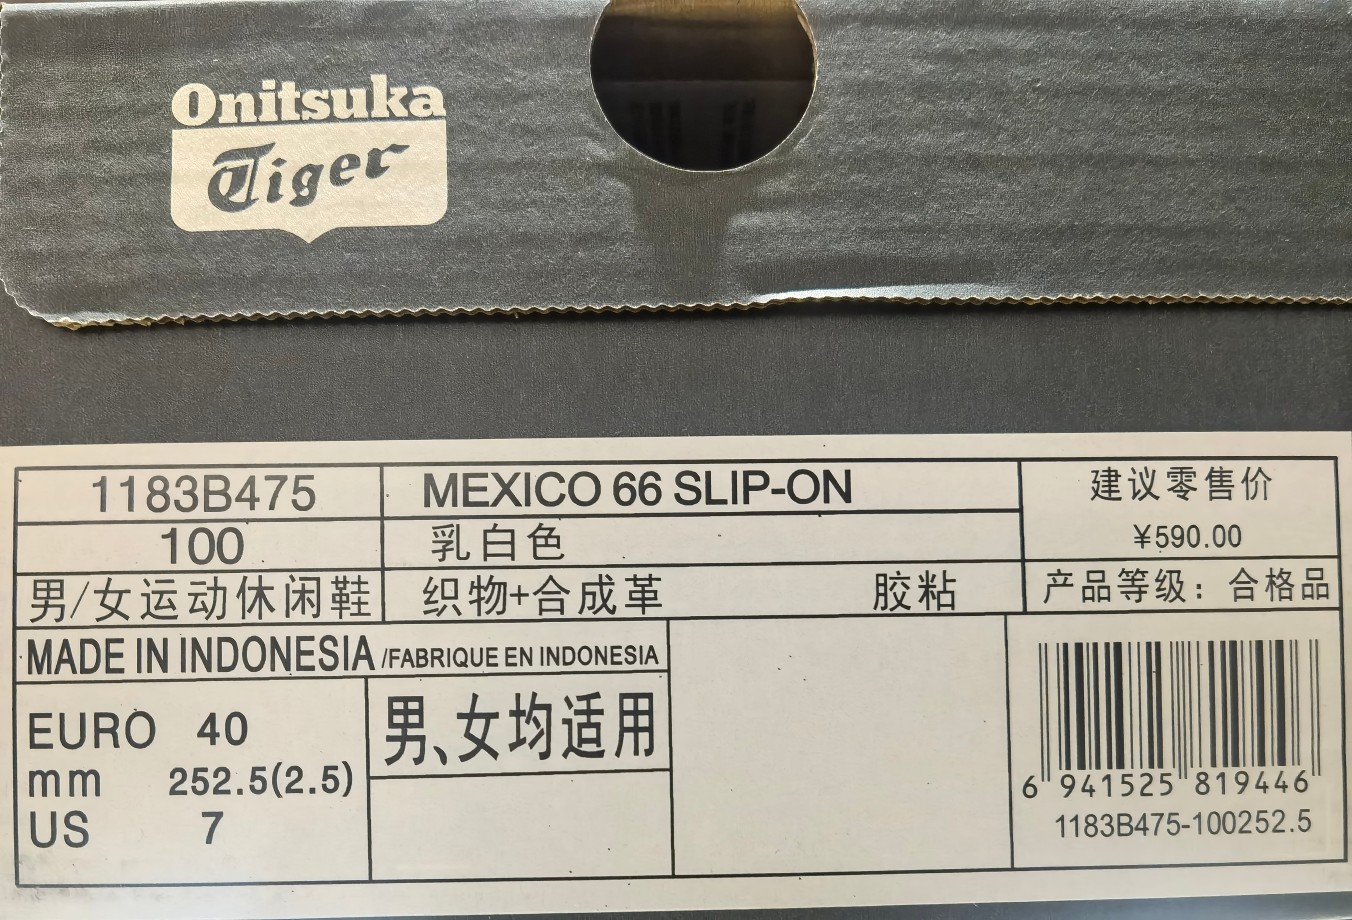 Onitsuka
Tiger
1183B475
MEXICO 66 SLIP-ON
建议零售价
¥590.00
100
乳白色
男/女运动休闲鞋
织物+合成革 胶粘
产品等级：合格品
MADE IN INDONESIA /FABRIQUE EN INDONESIA
EURO 40
mm 252.5(2.5)
US 7
男、女均适用
6 941525 819446
1183B475-100252.5